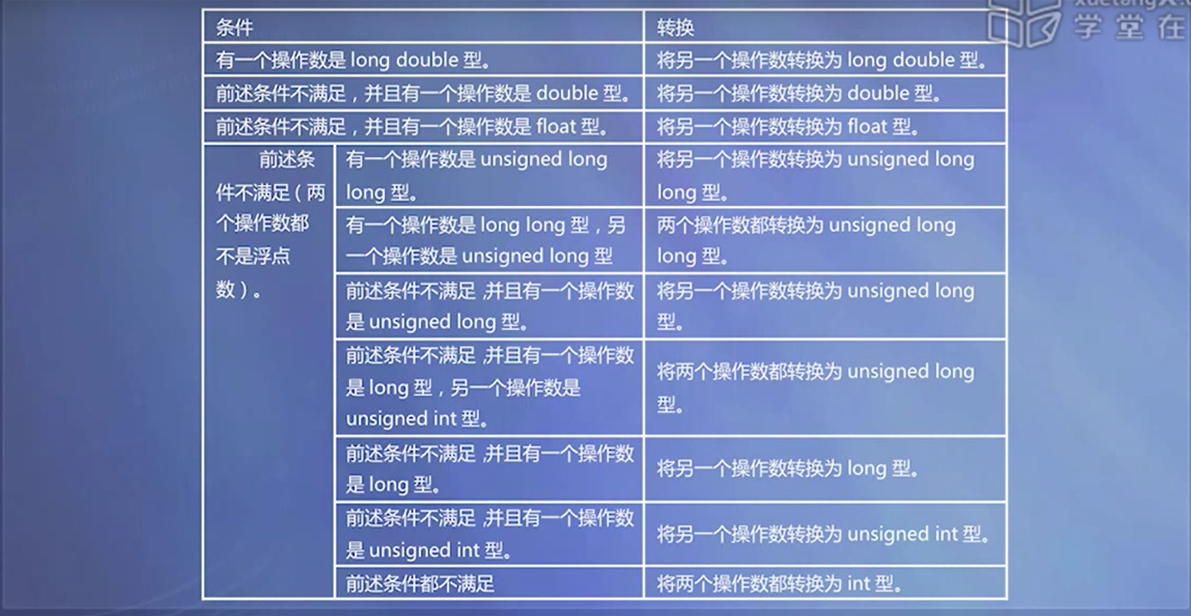 条件
转换
有一个操作数是 long double 型。
将另一个操作数转换为 long double 型。
前述条件不满足，并且有一个操作数是 double 型。
将另一个操作数转换为 double 型。
前述条件不满足，并且有一个操作数是 float 型。
将另一个操作数转换为 float 型。
前述条
件不满足（两
个操作数都
不是浮点
数）。
有一个操作数是 unsigned long
long 型。
将另一个操作数转换为 unsigned long
long 型。
有一个操作数是 long long 型，另
一个操作数是 unsigned long 型
两个操作数都转换为 unsigned long
long 型。
前述条件不满足，并且有一个操作数
是 unsigned long 型。
将另一个操作数转换为 unsigned long
型。
前述条件不满足，并且有一个操作数
是 long 型，另一个操作数是
unsigned int 型。
将两个操作数都转换为 unsigned long
型。
前述条件不满足，并且有一个操作数
是 long 型。
将另一个操作数转换为 long 型。
前述条件不满足，并且有一个操作数
是 unsigned int 型。
将另一个操作数转换为 unsigned int 型。
前述条件都不满足
将两个操作数都转换为 int 型。
学堂在